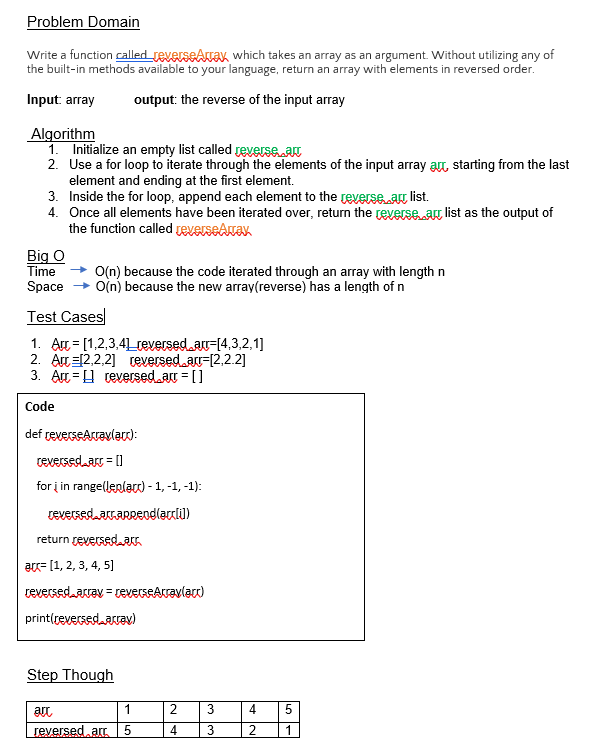 Problem Domain
Write a function called reverseArray which takes an array as an argument. Without utilizing any of
the built-in methods available to your language, return an array with elements in reversed order.
Input: array output: the reverse of the input array
Algorithm
1. Initialize an empty list called reverse_arr
2. Use a for loop to iterate through the elements of the input array arr, starting from the last
element and ending at the first element.
3. Inside the for loop, append each element to the reverse_arr list.
4. Once all elements have been iterated over, return the reverse_arr list as the output of
the function called reverseArray
Big O
Time → O(n) because the code iterated through an array with length n
Space → O(n) because the new array(reverse) has a length of n
Test Cases
1. Arr = [1,2,3,4] reversed_arr=[4,3,2,1]
2. Arr =[2,2,2] reversed_arr=[2,2.2]
3. Arr = [ ] reversed_arr = [ ]
Code
def reverseArray(arr):
reversed_arr = []
for i in range(len(arr) - 1, -1, -1):
reversed_arr.append(arr[i])
return reversed_arr
arr= [1, 2, 3, 4, 5]
reversed_array = reverseArray(arr)
print(reversed_array)
Step Though
arr 1 2 3 4 5
reversed_arr 5 4 3 2 1